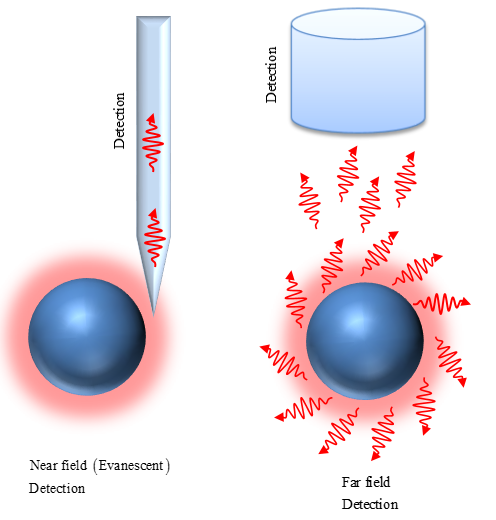 Detection
Detection
Near field (Evanescent)
Detection
Far field
Detection